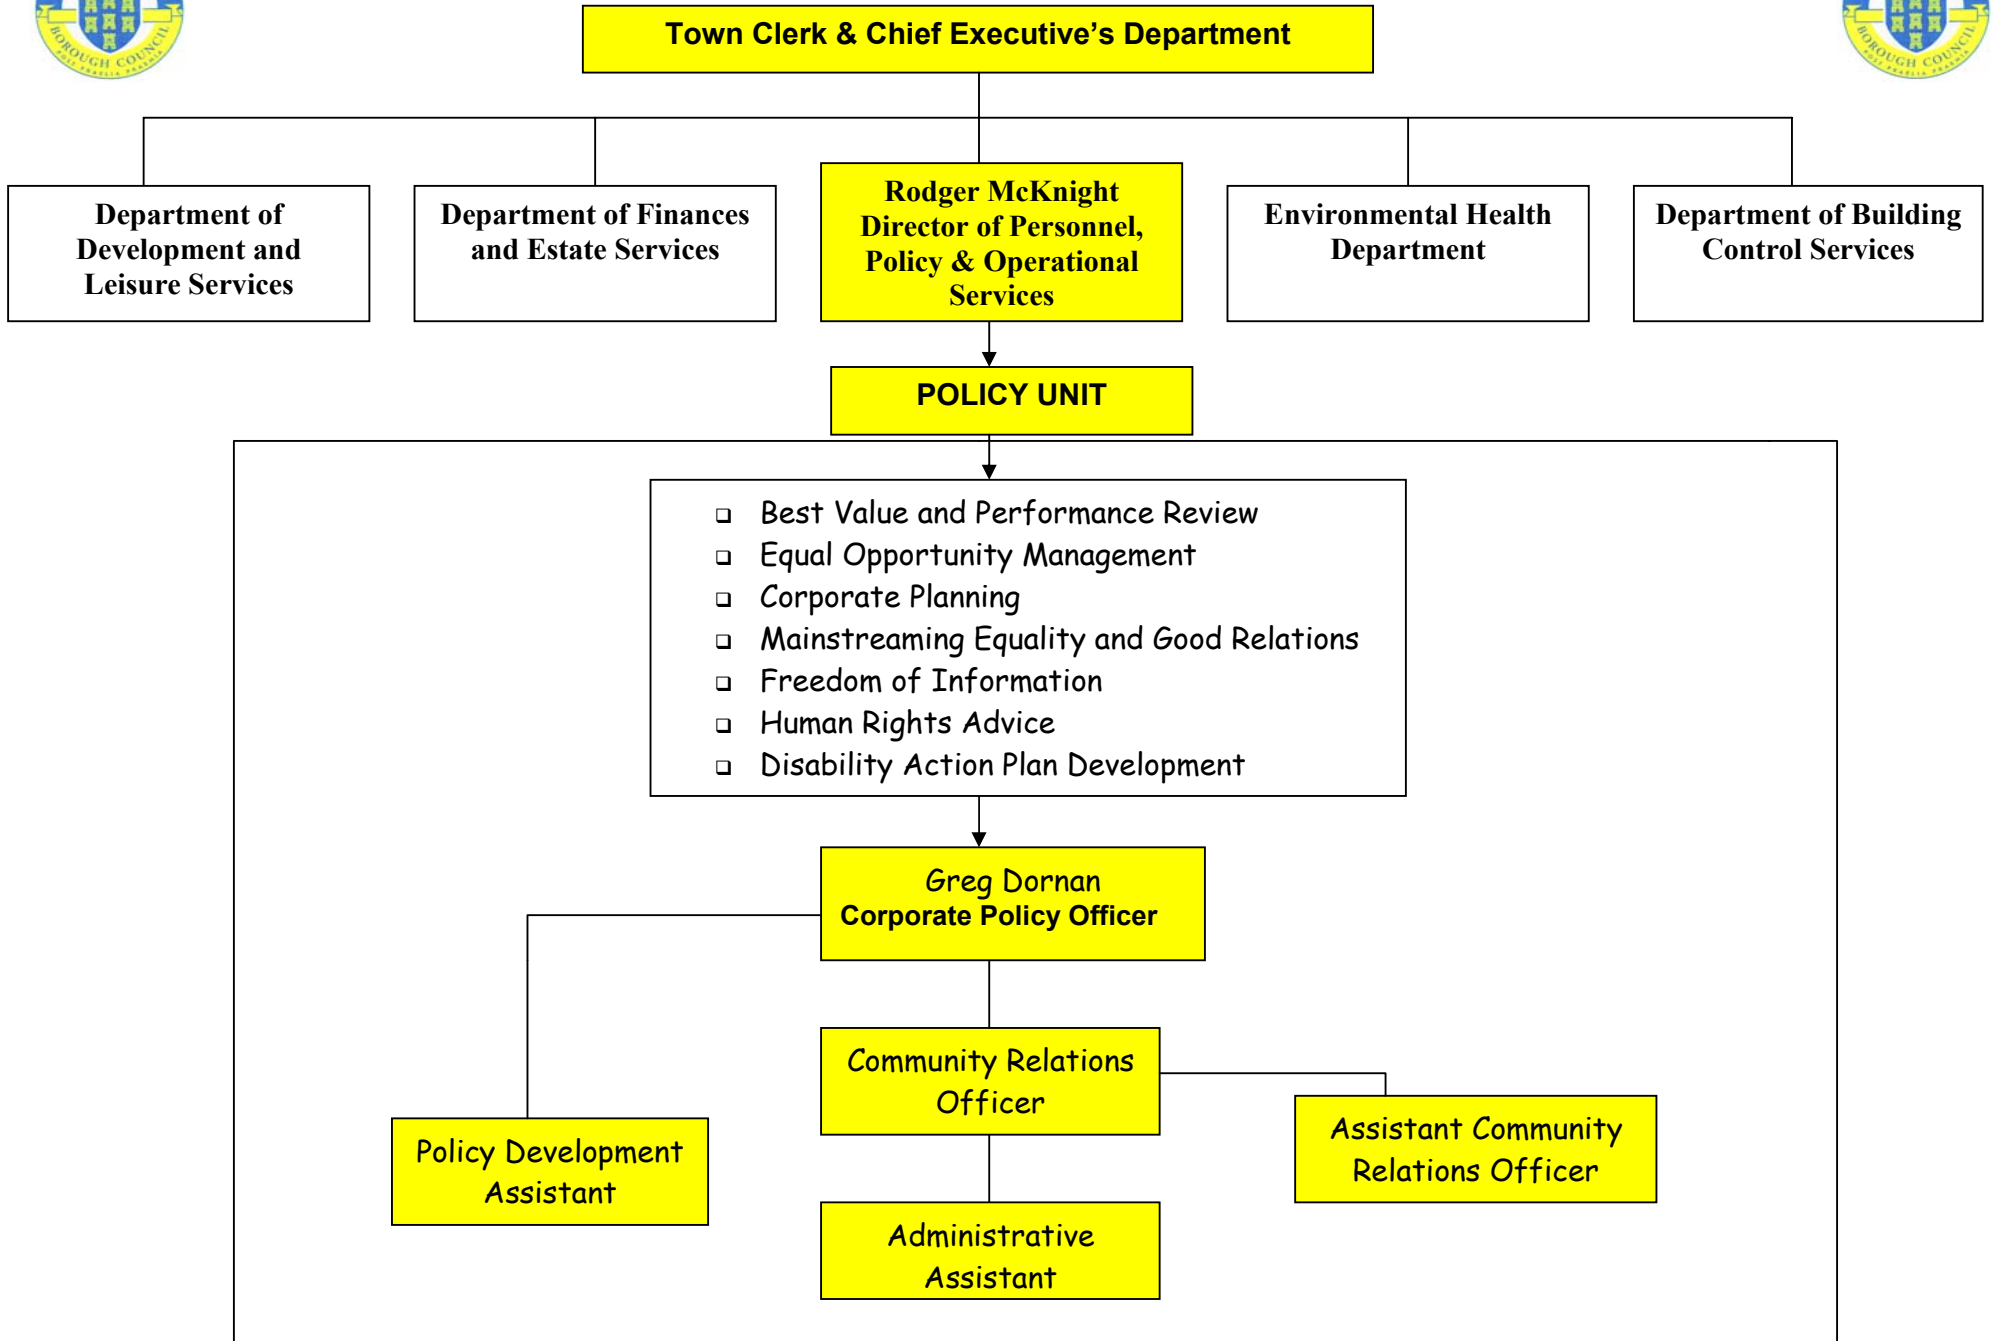 BOROUGH COUNCIL
BOROUGH COUNCIL
Town Clerk & Chief Executive’s Department
Department of
Development and
Leisure Services
Department of Finances
and Estate Services
Rodger McKnight
Director of Personnel,
Policy & Operational
Services
Environmental Health
Department
Department of Building
Control Services
POLICY UNIT
Best Value and Performance Review
Equal Opportunity Management
Corporate Planning
Mainstreaming Equality and Good Relations
Freedom of Information
Human Rights Advice
Disability Action Plan Development
Greg Dornan
Corporate Policy Officer
Community Relations
Officer
Policy Development
Assistant
Assistant Community
Relations Officer
Administrative
Assistant